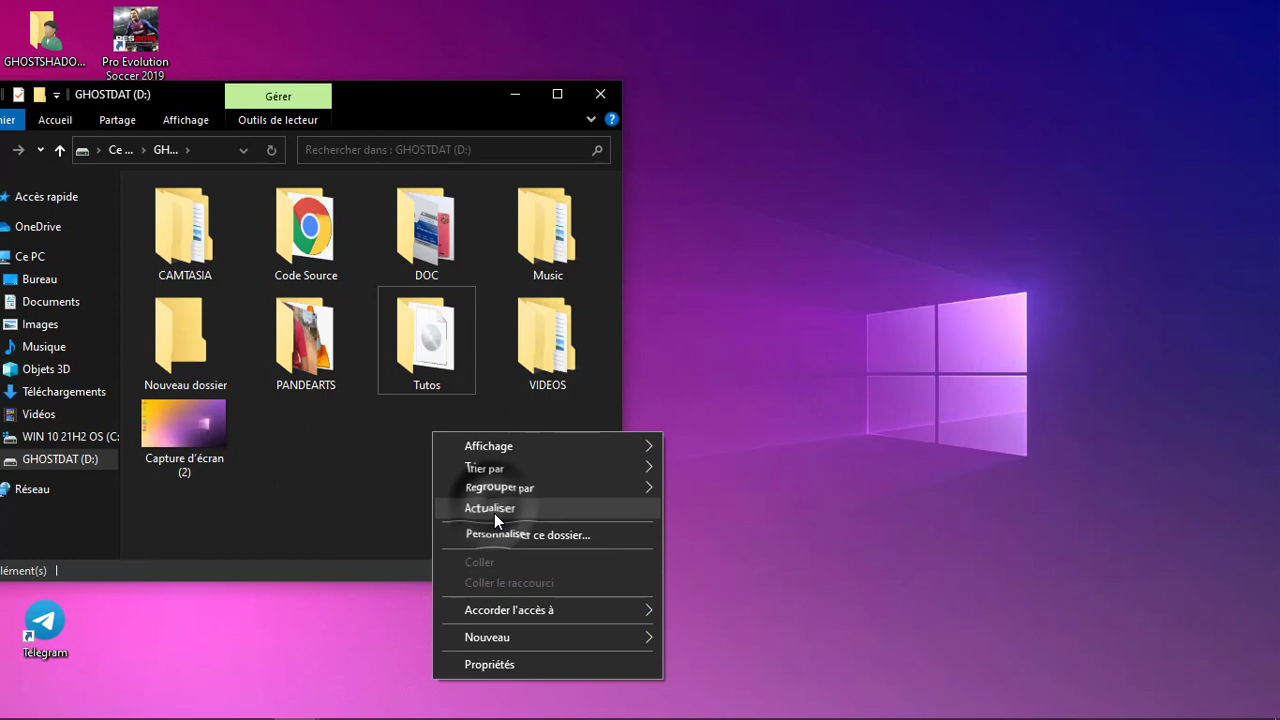 GHOSTSHADO...
Pro Evolution
Soccer 2019
GHOSTDAT (D:)
Gérer
nier
Accueil
Partage
Affichage
Outils de lecteur
Ce ...
GH...
Rechercher dans : GHOSTDAT (D:)
Accès rapide
OneDrive
Ce PC
Bureau
Documents
Images
Musique
Objets 3D
Téléchargements
Vidéos
WIN 10 21H2 OS (C:
GHOSTDAT (D:)
Réseau
CAMTASIA
Code Source
DOC
Music
Nouveau dossier
PANDEARTS
Tutos
VIDEOS
Capture d'écran
(2)
lément(s)
Affichage
Trier par
Regrouper par
Actualiser
Personnaliser ce dossier...
Coller
Coller le raccourci
Accorder l'accès à
Nouveau
Propriétés
Telegram